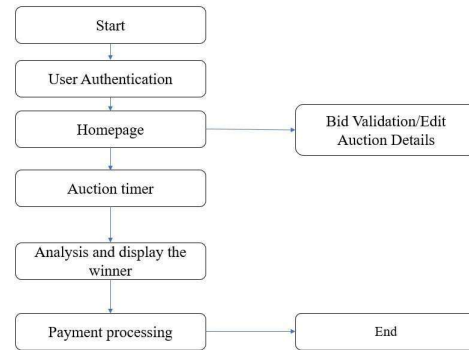 Start
User Authentication
Homepage
Bid Validation/Edit
Auction Details
Auction timer
Analysis and display the
winner
Payment processing
End